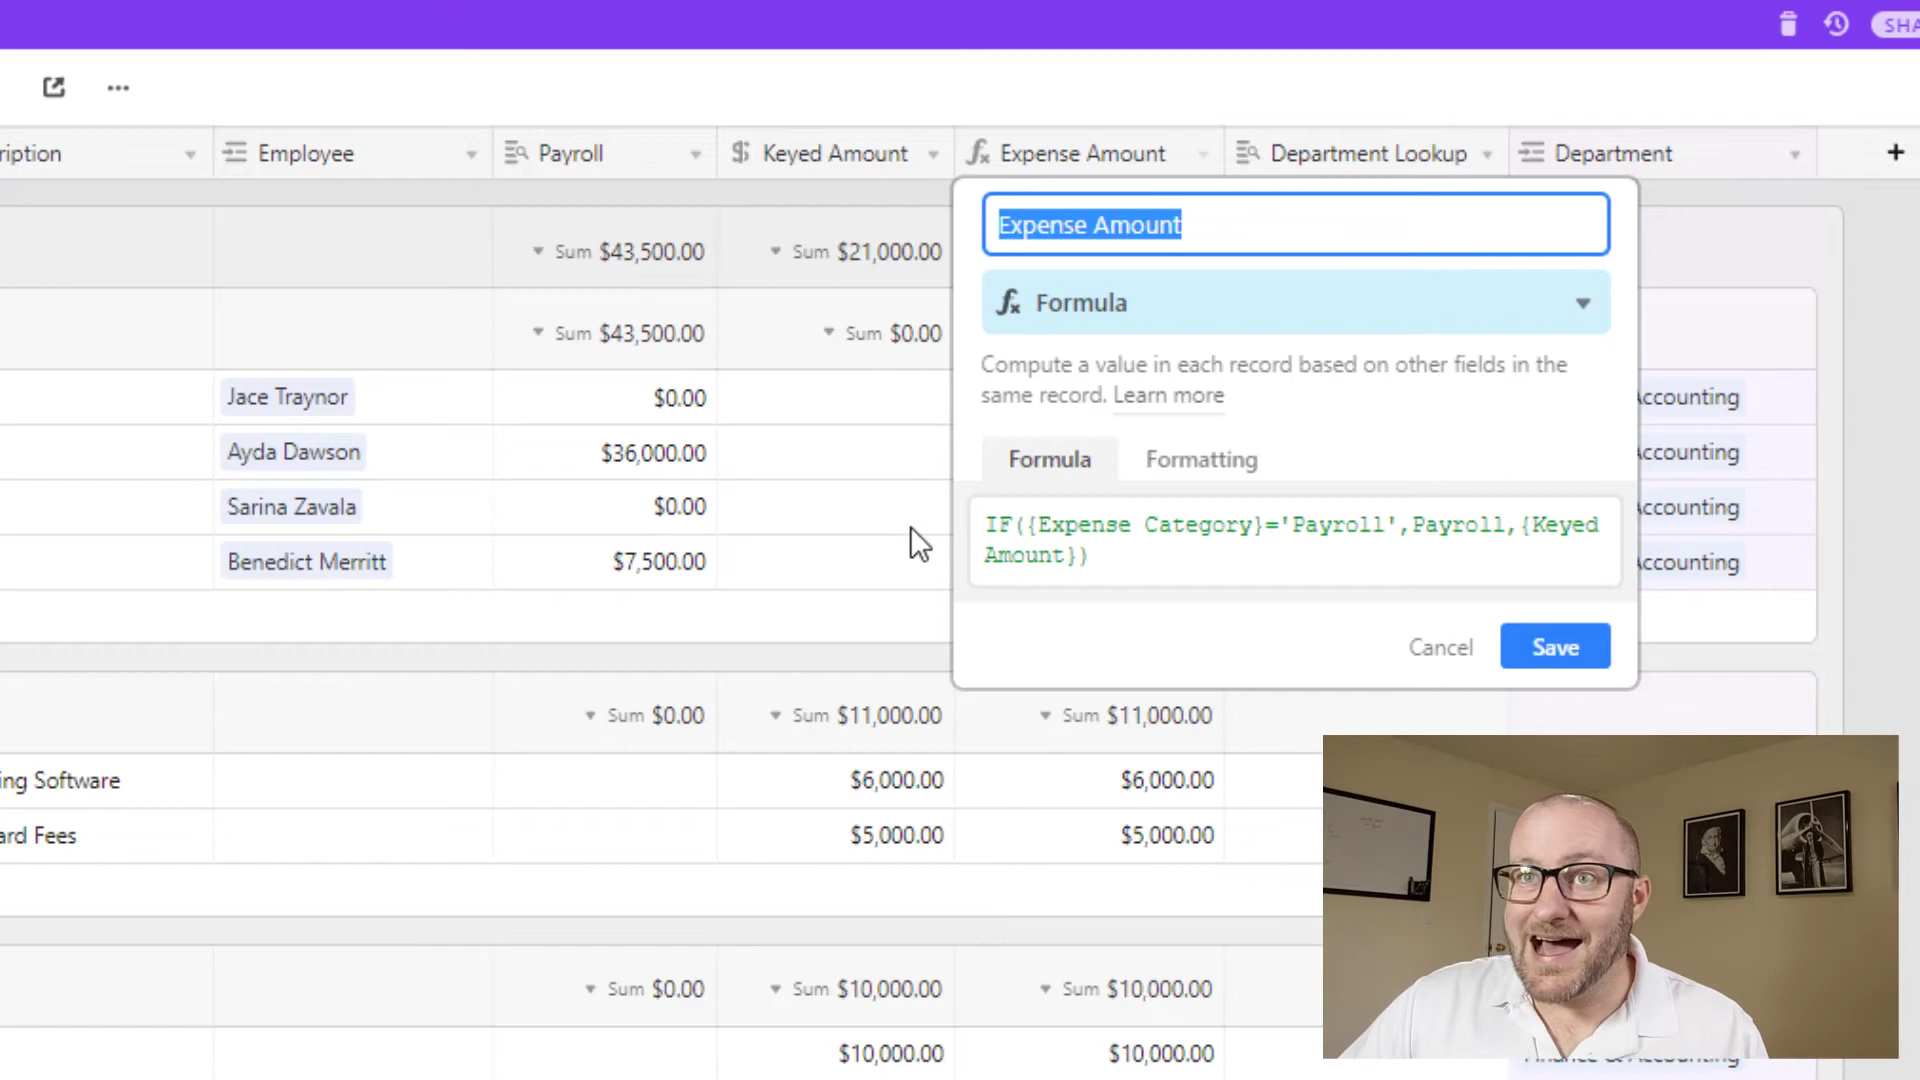 SHA
ription
Employee
Payroll
Keyed Amount
Expense Amount
Department Lookup
Department
Sum $43,500.00
Sum $21,000.00
Expense Amount
Formula
Sum $43,500.00
Sum $0.00
Compute a value in each record based on other fields in the
same record. Learn more
Jace Traynor
$0.00
Accounting
Ayda Dawson
$36,000.00
Accounting
Formula
Formatting
Sarina Zavala
$0.00
Accounting
IF({Expense Category}='Payroll',Payroll,{Keyed
Amount})
Benedict Merritt
$7,500.00
Accounting
Cancel
Save
Sum $0.00
Sum $11,000.00
Sum $11,000.00
ing Software
$6,000.00
$6,000.00
ard Fees
$5,000.00
$5,000.00
Sum $0.00
Sum $10,000.00
Sum $10,000.00
$10,000.00
$10,000.00
Finance & Accounting